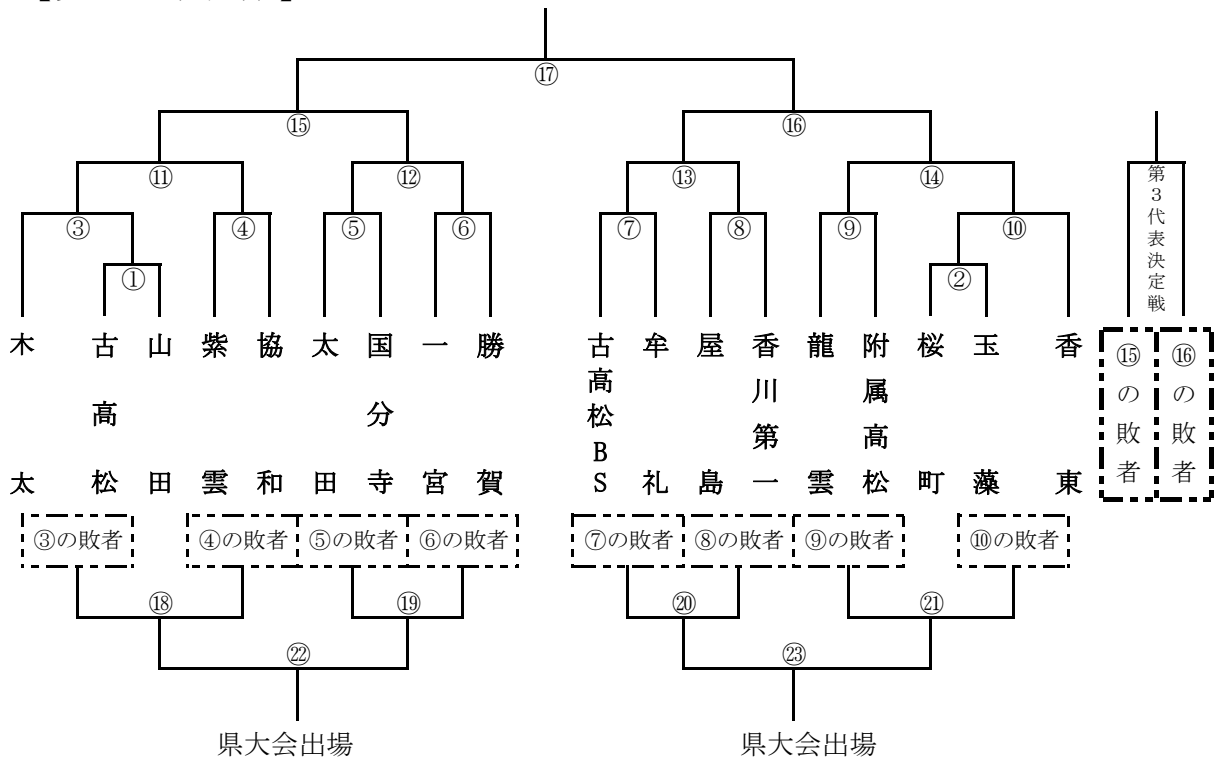 ⑰
⑮
⑯
⑪
⑫
⑬
⑭
③
④
⑤
⑥
⑦
⑧
⑨
⑩
①
②
第3代表決定戦
木太
古高松
山田
紫雲
協和
太田
国分寺
一宮
勝賀
古高松BS
牟礼
屋島
香川第一
龍雲
附属高松
桜町
玉藻
香東
⑮の敗者
⑯の敗者
③の敗者
④の敗者
⑤の敗者
⑥の敗者
⑦の敗者
⑧の敗者
⑨の敗者
⑩の敗者
⑱
⑲
⑳
㉑
㉒
㉓
県大会出場
県大会出場